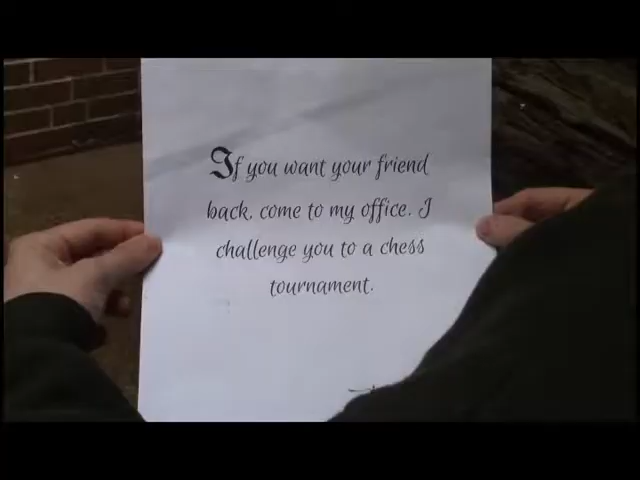 If you want your friend
back, come to my office. I
challenge you to a chess
tournament.